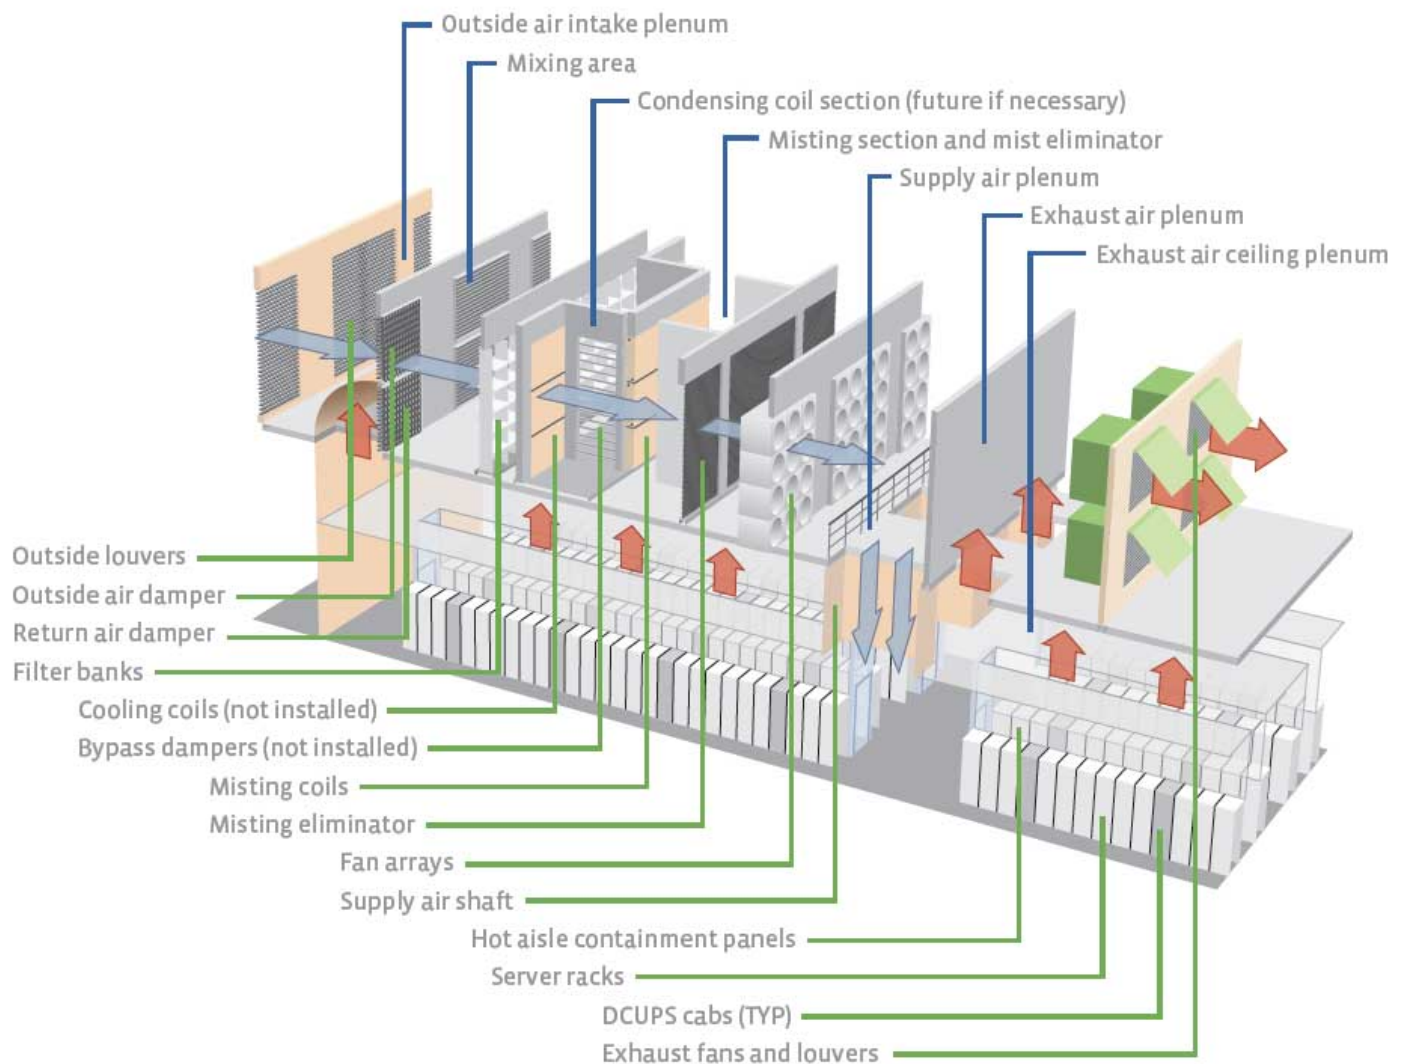 Outside air intake plenum
Mixing area
Condensing coil section (future if necessary)
Misting section and mist eliminator
Supply air plenum
Exhaust air plenum
Exhaust air ceiling plenum
Outside louvers
Outside air damper
Return air damper
Filter banks
Cooling coils (not installed)
Bypass dampers (not installed)
Misting coils
Misting eliminator
Fan arrays
Supply air shaft
Hot aisle containment panels
Server racks
DCUPS cabs (TYP)
Exhaust fans and louvers